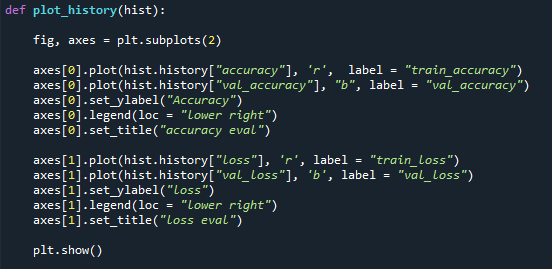 def plot_history(hist):
fig, axes = plt.subplots(2)
axes[0].plot(hist.history["accuracy"], 'r',  label = "train_accuracy")
axes[0].plot(hist.history["val_accuracy"], "b", label = "val_accuracy")
axes[0].set_ylabel("Accuracy")
axes[0].legend(loc = "lower right")
axes[0].set_title("accuracy eval")
axes[1].plot(hist.history["loss"], 'r', label = "train_loss")
axes[1].plot(hist.history["val_loss"], 'b', label = "val_loss")
axes[1].set_ylabel("loss")
axes[1].legend(loc = "lower right")
axes[1].set_title("loss eval")
plt.show()